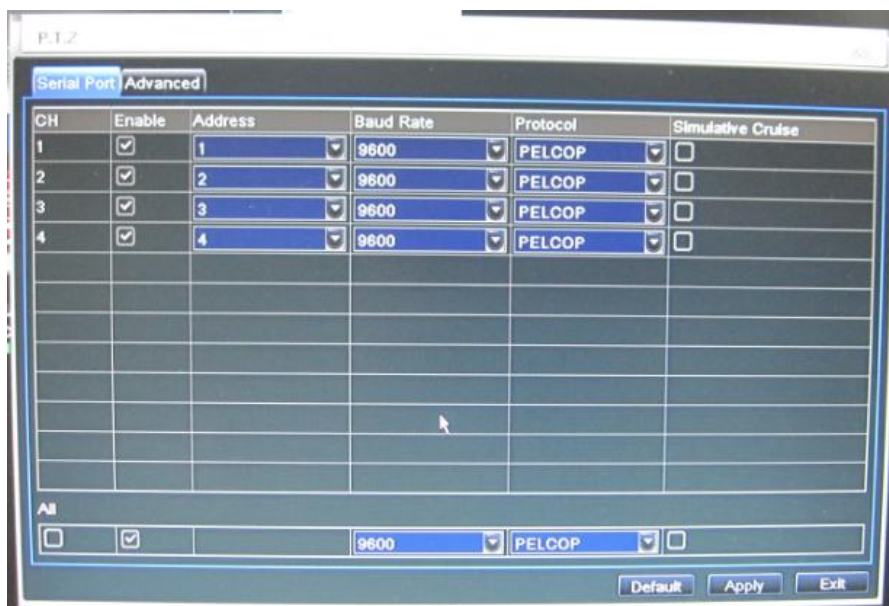 P.T.Z
Serial Port Advanced
CH Enable Address Baud Rate Protocol Simulative Cruise
1 1 9600 PELCOP
2 2 9600 PELCOP
3 3 9600 PELCOP
4 4 9600 PELCOP
All
9600 PELCOP
Default Apply Exit